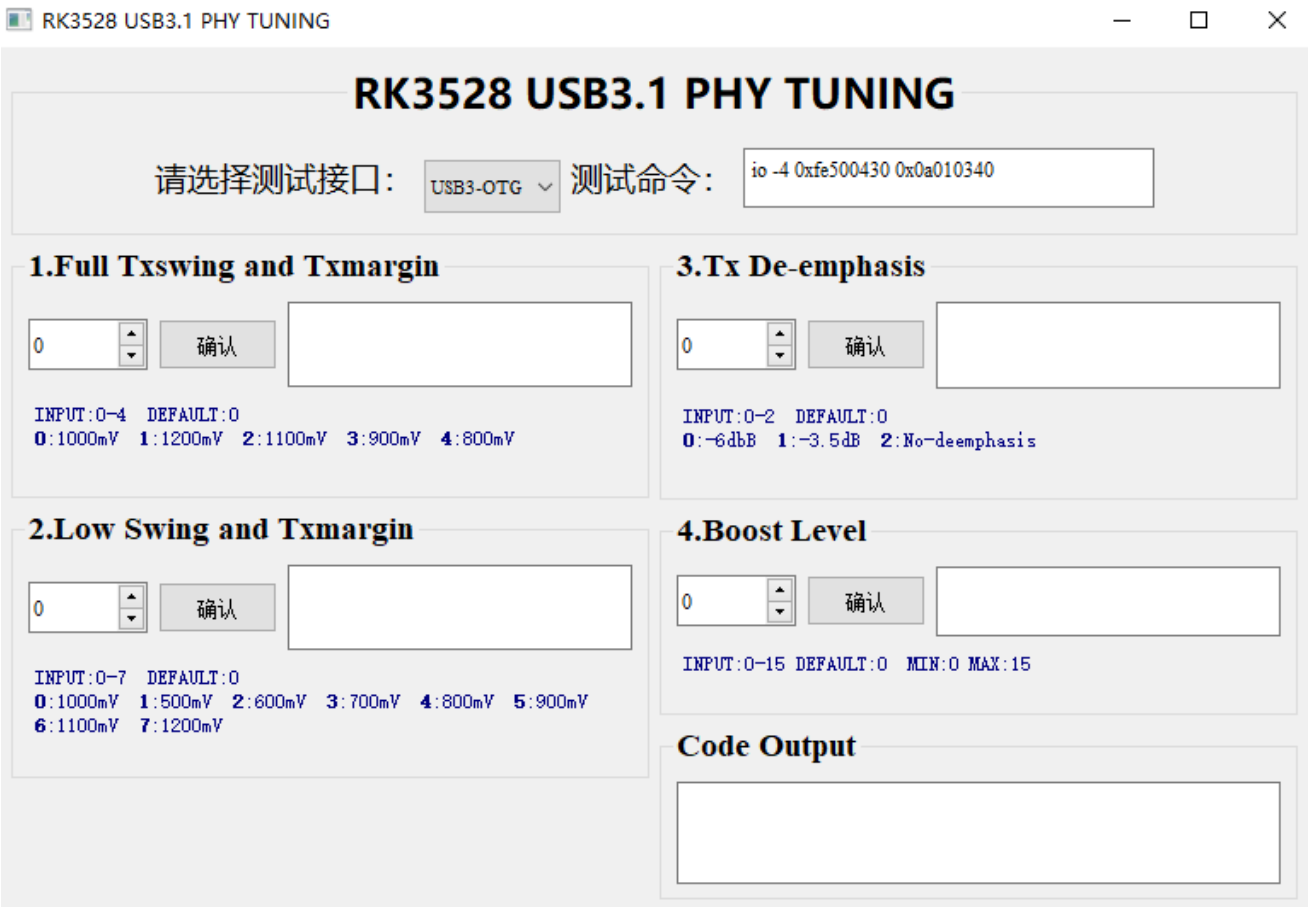 RK3528 USB3.1 PHY TUNING
RK3528 USB3.1 PHY TUNING
请选择测试接口： USB3-OTG 测试命令： io -4 0xfe500430 0x0a010340
1.Full Txswing and Txmargin
0 确认
INPUT:0-4 DEFAULT:0
0:1000mV 1:1200mV 2:1100mV 3:900mV 4:800mV
2.Low Swing and Txmargin
0 确认
INPUT:0-7 DEFAULT:0
0:1000mV 1:500mV 2:600mV 3:700mV 4:800mV 5:900mV
6:1100mV 7:1200mV
3.Tx De-emphasis
0 确认
INPUT:0-2 DEFAULT:0
0:-6dbB 1:-3.5dB 2:No-deemphasis
4.Boost Level
0 确认
INPUT:0-15 DEFAULT:0 MIN:0 MAX:15
Code Output